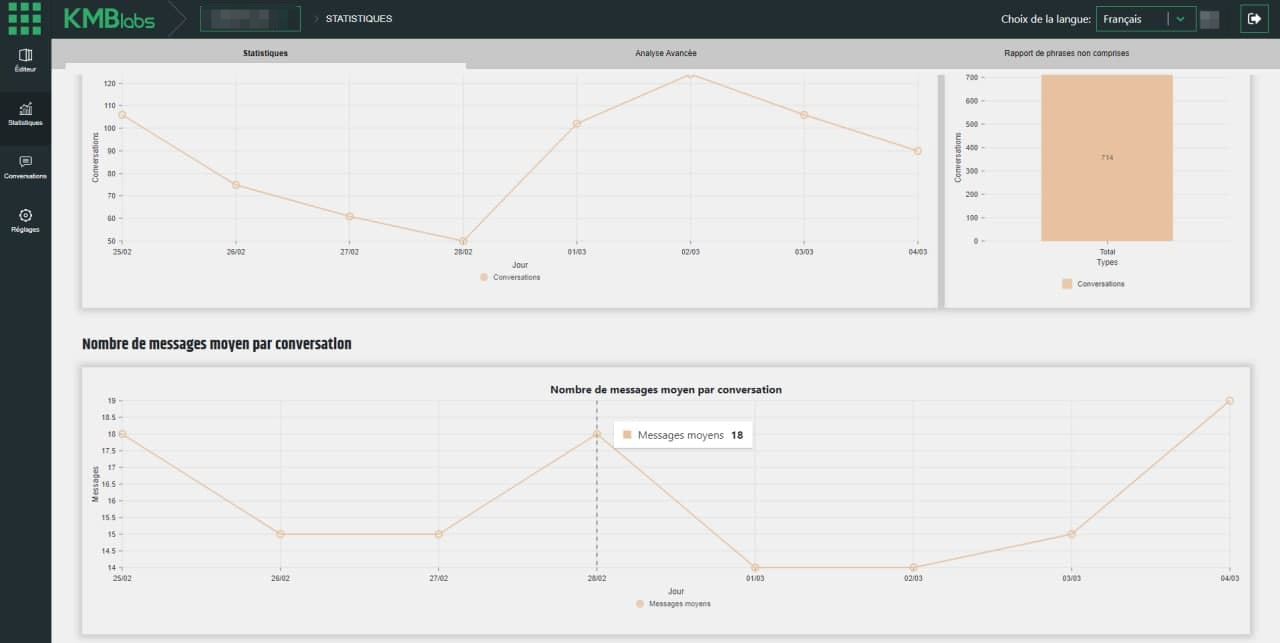 KMBlabs
STATISTIQUES
Choix de la langue: Français
Éditeur
Statistiques
Conversations
Réglages
Statistiques
Analyse Avancée
Rapport de phrases non comprises
120
110
100
90
80
70
60
50
Conversations
25/02 26/02 27/02 28/02 01/03 02/03 03/03 04/03
Jour
Conversations
700
600
500
400
300
200
100
0
Conversations
714
Total
Types
Conversations
Nombre de messages moyen par conversation
Nombre de messages moyen par conversation
19
18.5
18
17.5
17
16.5
16
15.5
15
14.5
14
Messages
Messages moyens 18
25/02 26/02 27/02 28/02 01/03 02/03 03/03 04/03
Jour
Messages moyens